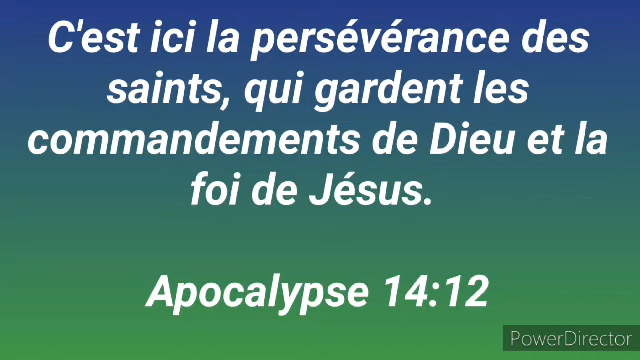 C'est ici la persévérance des
saints, qui gardent les
commandements de Dieu et la
foi de Jésus.
Apocalypse 14:12
PowerDirector